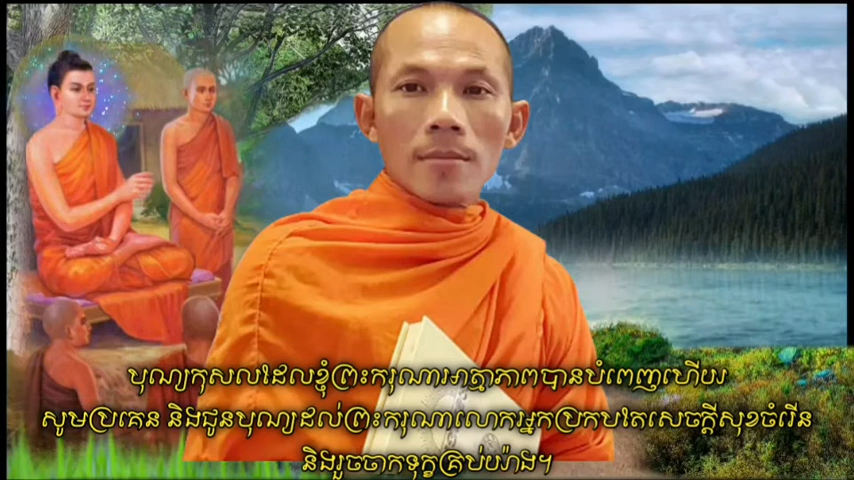 បុណ្យកុសលដែលខ្ញុំព្រះករុណារអាត្មាភាពបានបំពេញហើយ
សូមប្រគេន និងជូនបុណ្យដល់ព្រះករុណាលោកអ្នកប្រកបតែសេចក្ដីសុខចំរើន
និងរួចចាកទុក្ខគ្រប់បរ៉ាង។